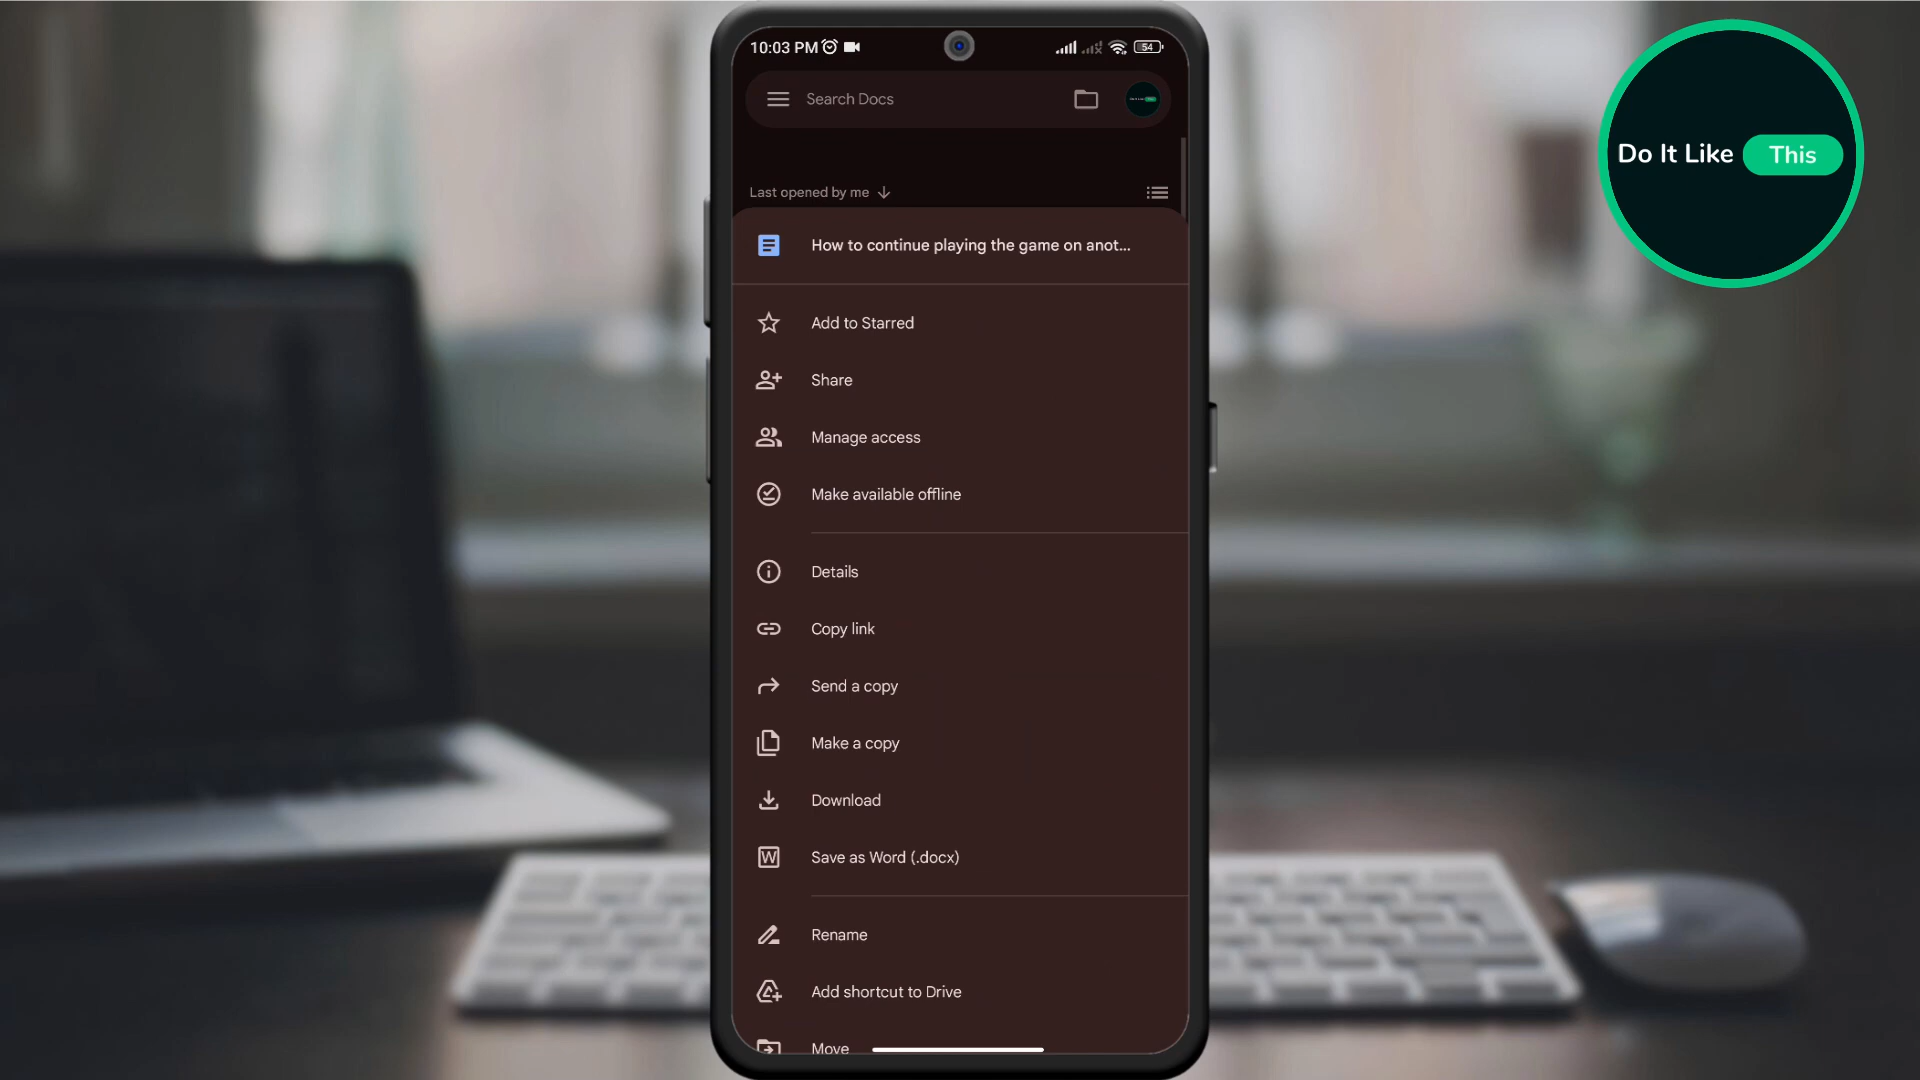 10:03 PM
54
Search Docs
Last opened by me
How to continue playing the game on anot...
Add to Starred
Share
Manage access
Make available offline
Details
Copy link
Send a copy
Make a copy
Download
W Save as Word (.docx)
Rename
Add shortcut to Drive
Move
Do It Like This